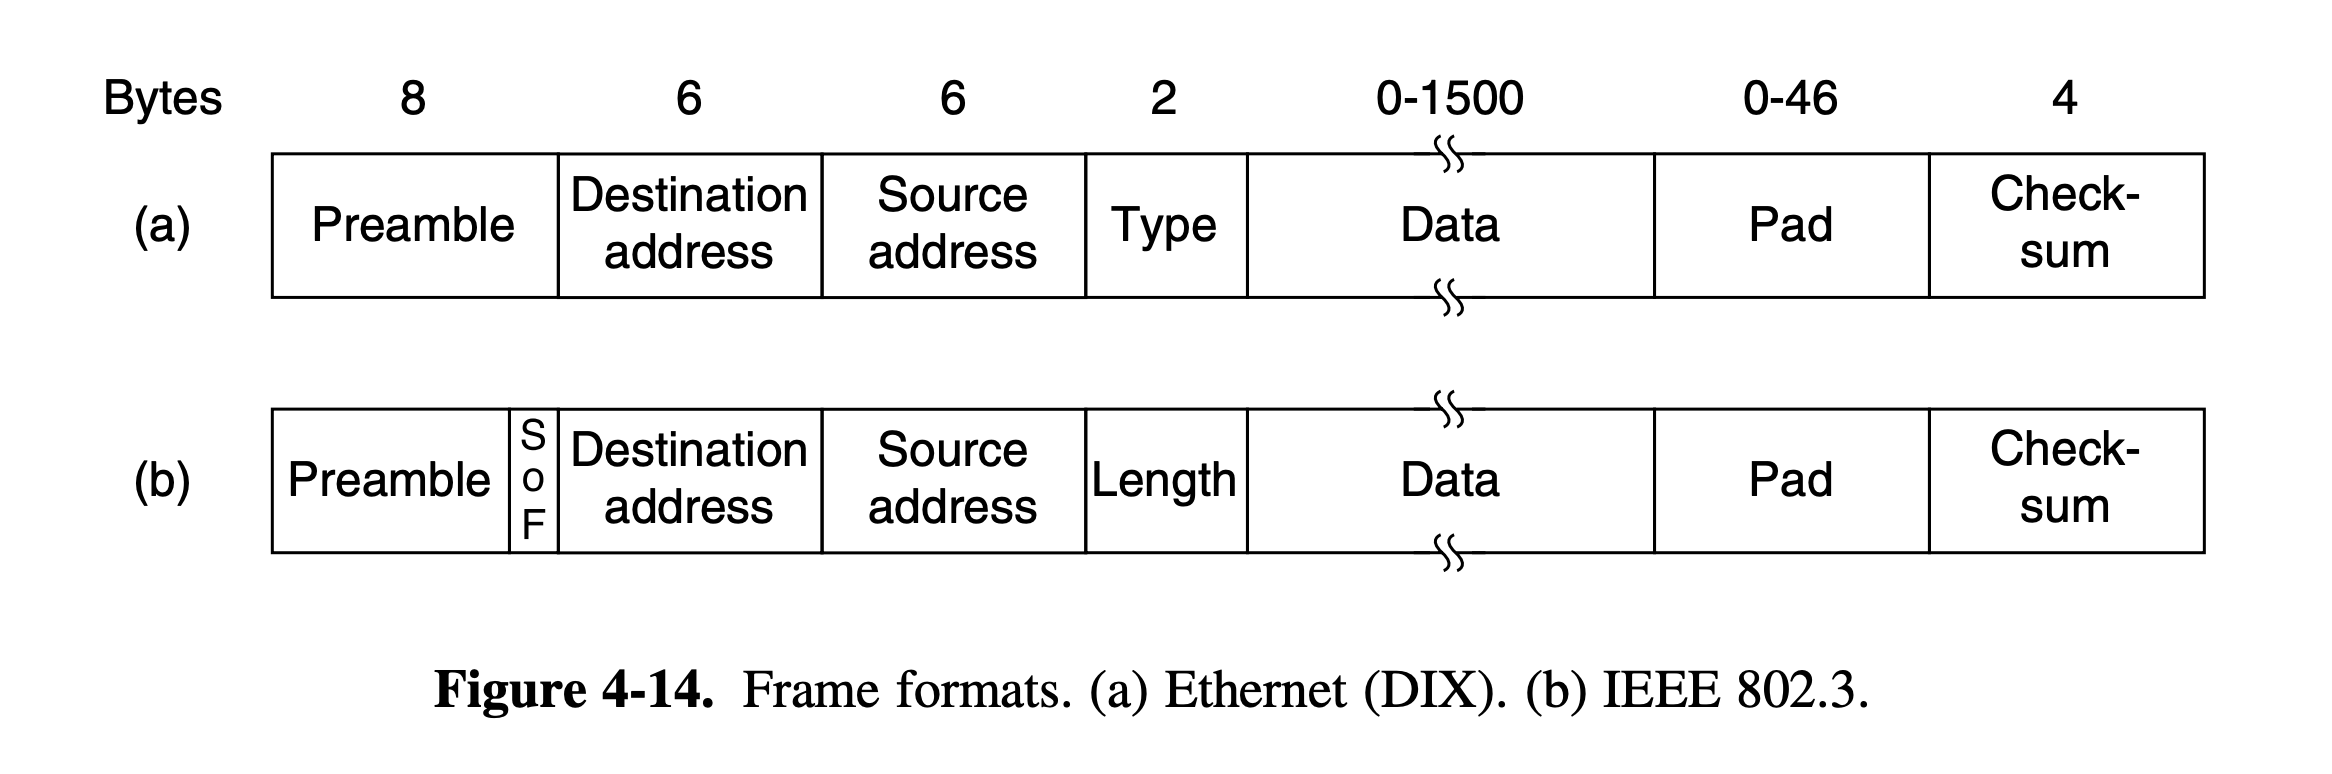 Bytes 8 6 6 2 0-1500 0-46 4
(a) Preamble Destination address Source address Type Data Pad Check-sum
(b) Preamble SoF Destination address Source address Length Data Pad Check-sum
Figure 4-14. Frame formats. (a) Ethernet (DIX). (b) IEEE 802.3.